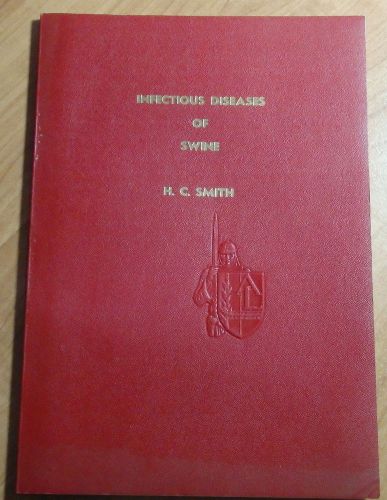 INFECTIOUS DISEASES
OF
SWINE
H. C. SMITH